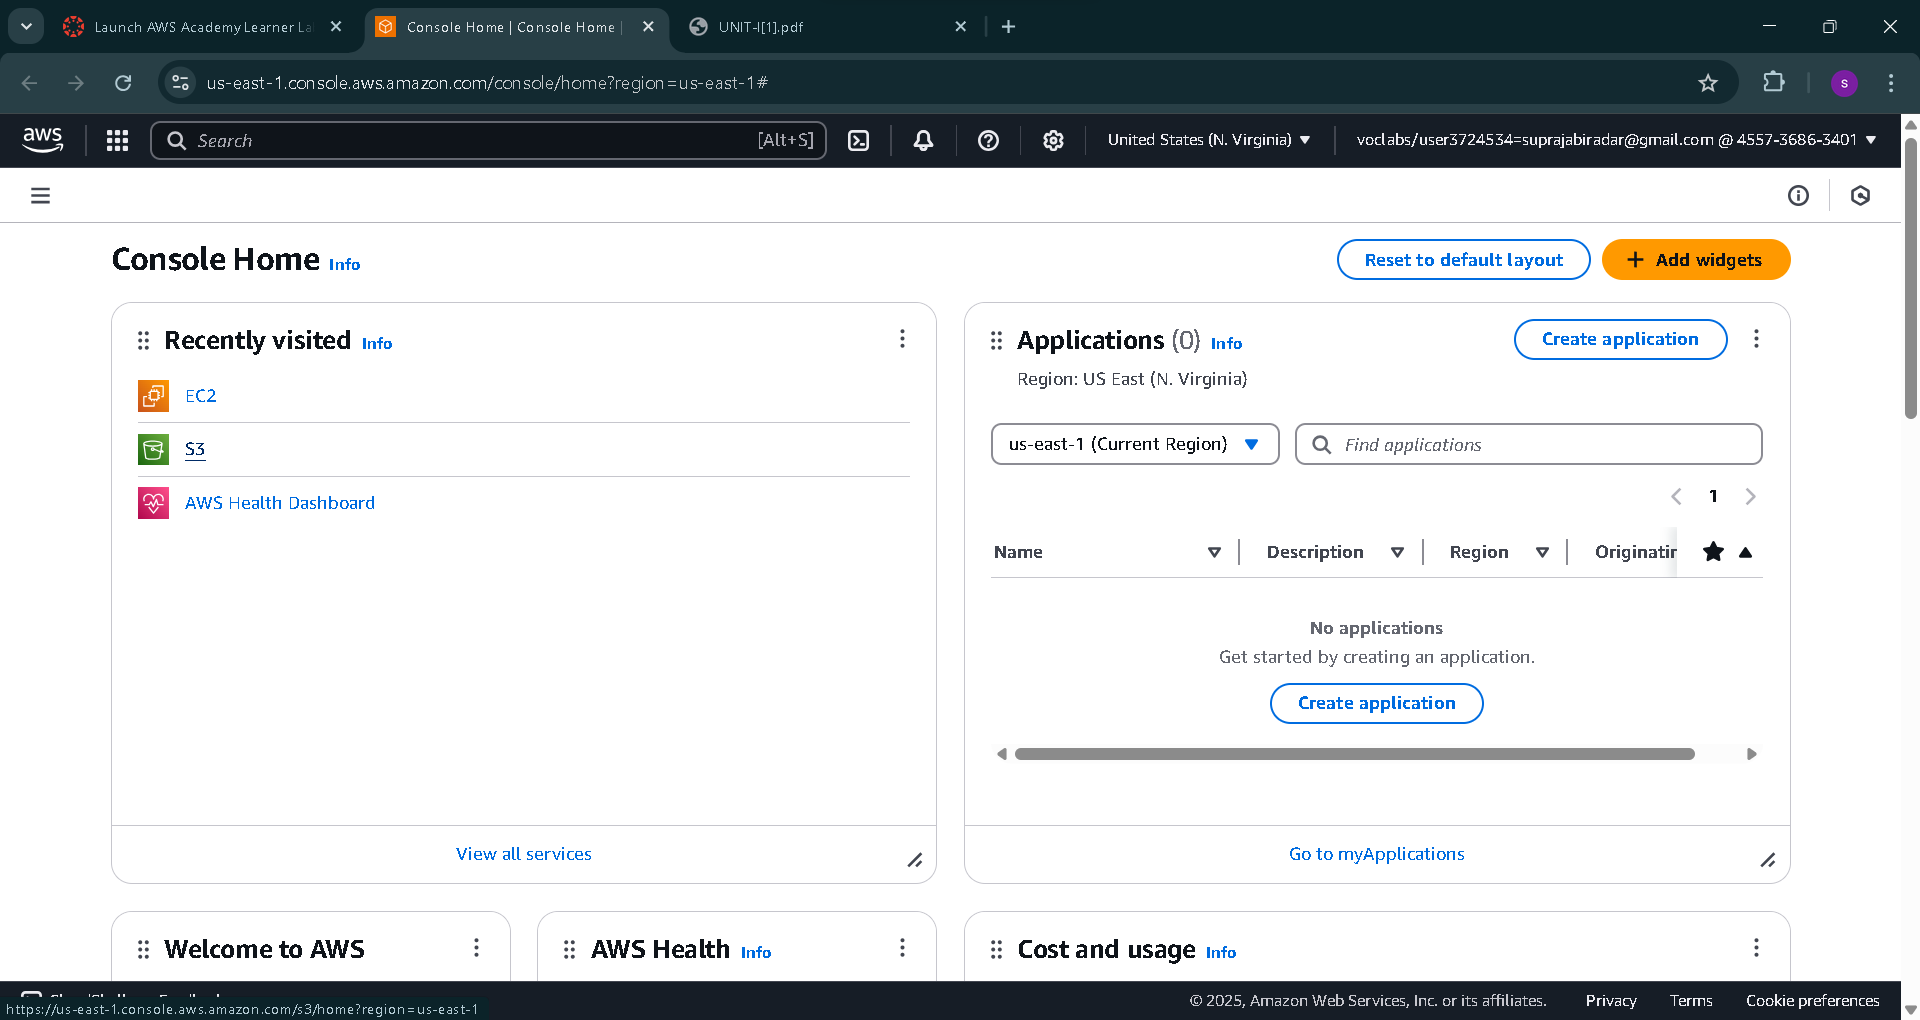 Launch AWS Academy Learner La
Console Home | Console Home |
UNIT-I[1].pdf
us-east-1.console.aws.amazon.com/console/home?region=us-east-1#
s
aws
Search
[Alt+S]
United States (N. Virginia)
voclabs/user3724534=suprajabiradar@gmail.com @ 4557-3686-3401
Console Home Info
Reset to default layout
Add widgets
Recently visited Info
EC2
S3
AWS Health Dashboard
View all services
Applications (0) Info
Create application
Region: US East (N. Virginia)
us-east-1 (Current Region)
Find applications
1
Name
Description
Region
Originatin
No applications
Get started by creating an application.
Create application
Go to myApplications
Welcome to AWS
AWS Health Info
Cost and usage Info
https://us-east-1.console.aws.amazon.com/s3/home?region=us-east-1
© 2025, Amazon Web Services, Inc. or its affiliates.
Privacy
Terms
Cookie preferences